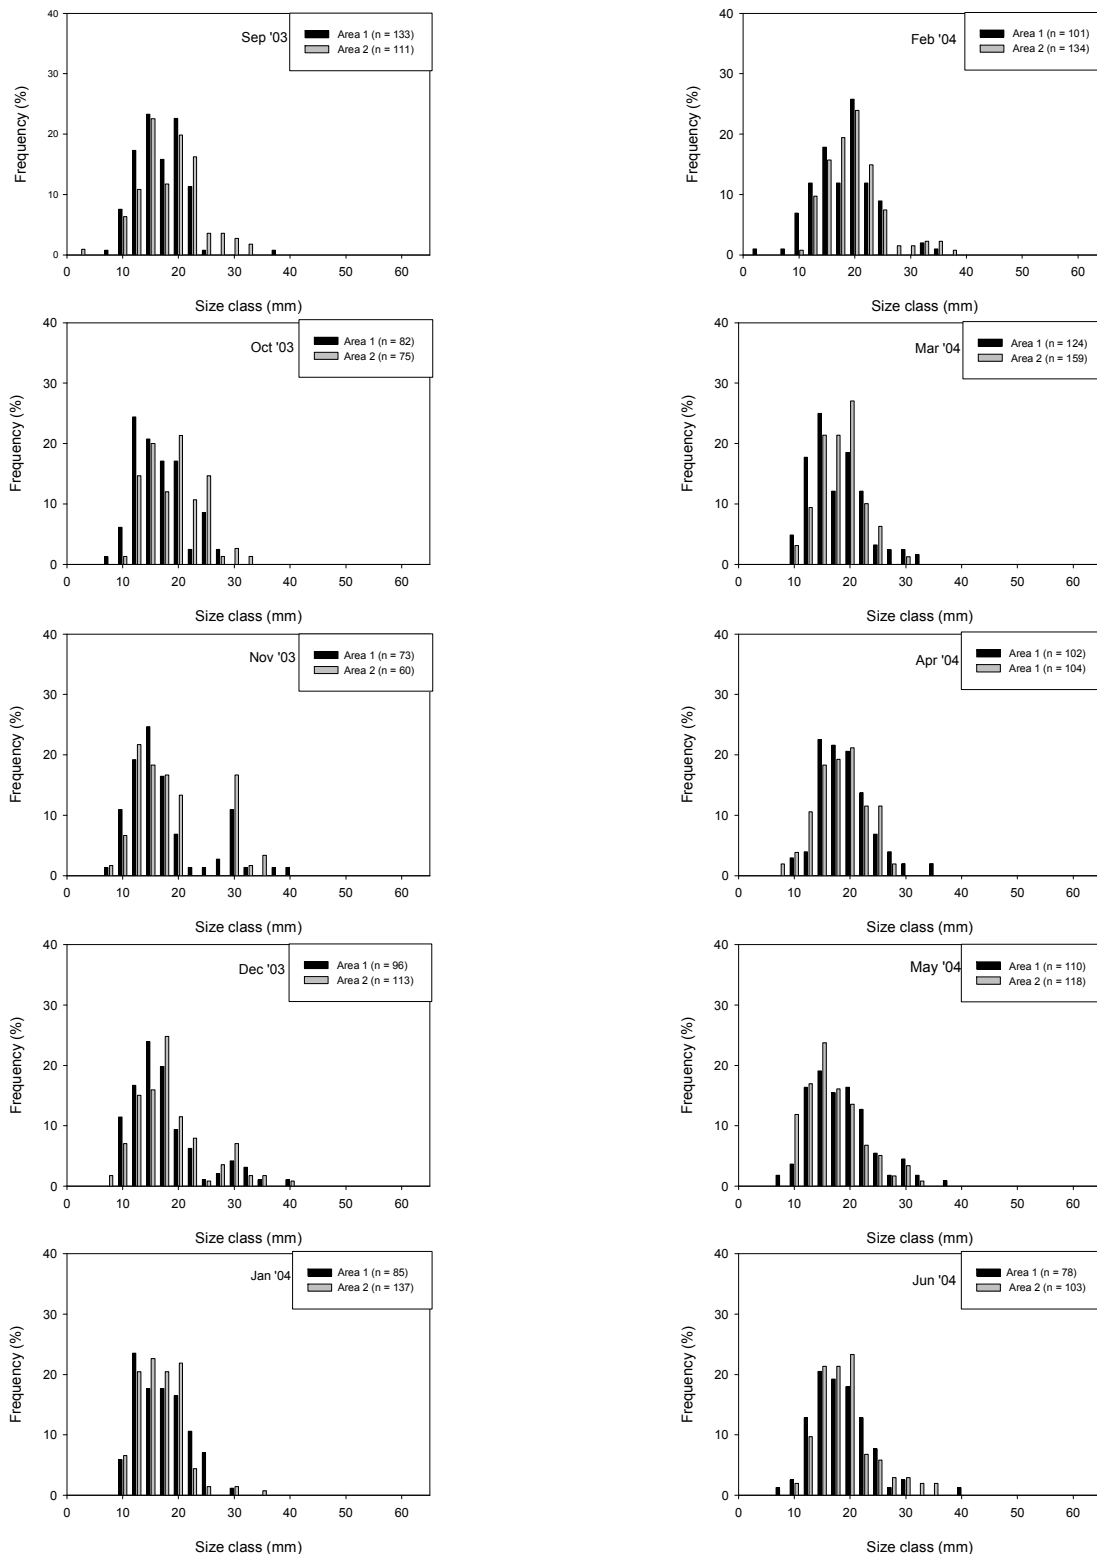 Sep '03
Area 1 (n = 133)
Area 2 (n = 111)
Frequency (%)
40
30
20
10
0
0 10 20 30 40 50 60
Size class (mm)
Feb '04
Area 1 (n = 101)
Area 2 (n = 134)
Frequency (%)
40
30
20
10
0
0 10 20 30 40 50 60
Size class (mm)
Oct '03
Area 1 (n = 82)
Area 2 (n = 75)
Frequency (%)
40
30
20
10
0
0 10 20 30 40 50 60
Size class (mm)
Mar '04
Area 1 (n = 124)
Area 2 (n = 159)
Frequency (%)
40
30
20
10
0
0 10 20 30 40 50 60
Size class (mm)
Nov '03
Area 1 (n = 73)
Area 2 (n = 60)
Frequency (%)
40
30
20
10
0
0 10 20 30 40 50 60
Size class (mm)
Apr '04
Area 1 (n = 102)
Area 1 (n = 104)
Frequency (%)
40
30
20
10
0
0 10 20 30 40 50 60
Size class (mm)
Dec '03
Area 1 (n = 96)
Area 2 (n = 113)
Frequency (%)
40
30
20
10
0
0 10 20 30 40 50 60
Size class (mm)
May '04
Area 1 (n = 110)
Area 2 (n = 118)
Frequency (%)
40
30
20
10
0
0 10 20 30 40 50 60
Size class (mm)
Jan '04
Area 1 (n = 85)
Area 2 (n = 137)
Frequency (%)
40
30
20
10
0
0 10 20 30 40 50 60
Size class (mm)
Jun '04
Area 1 (n = 78)
Area 2 (n = 103)
Frequency (%)
40
30
20
10
0
0 10 20 30 40 50 60
Size class (mm)